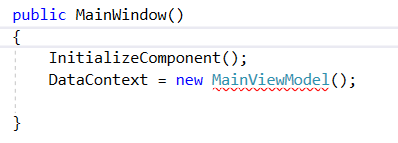 public MainWindow()
{
    InitializeComponent();
    DataContext = new MainViewModel();
}